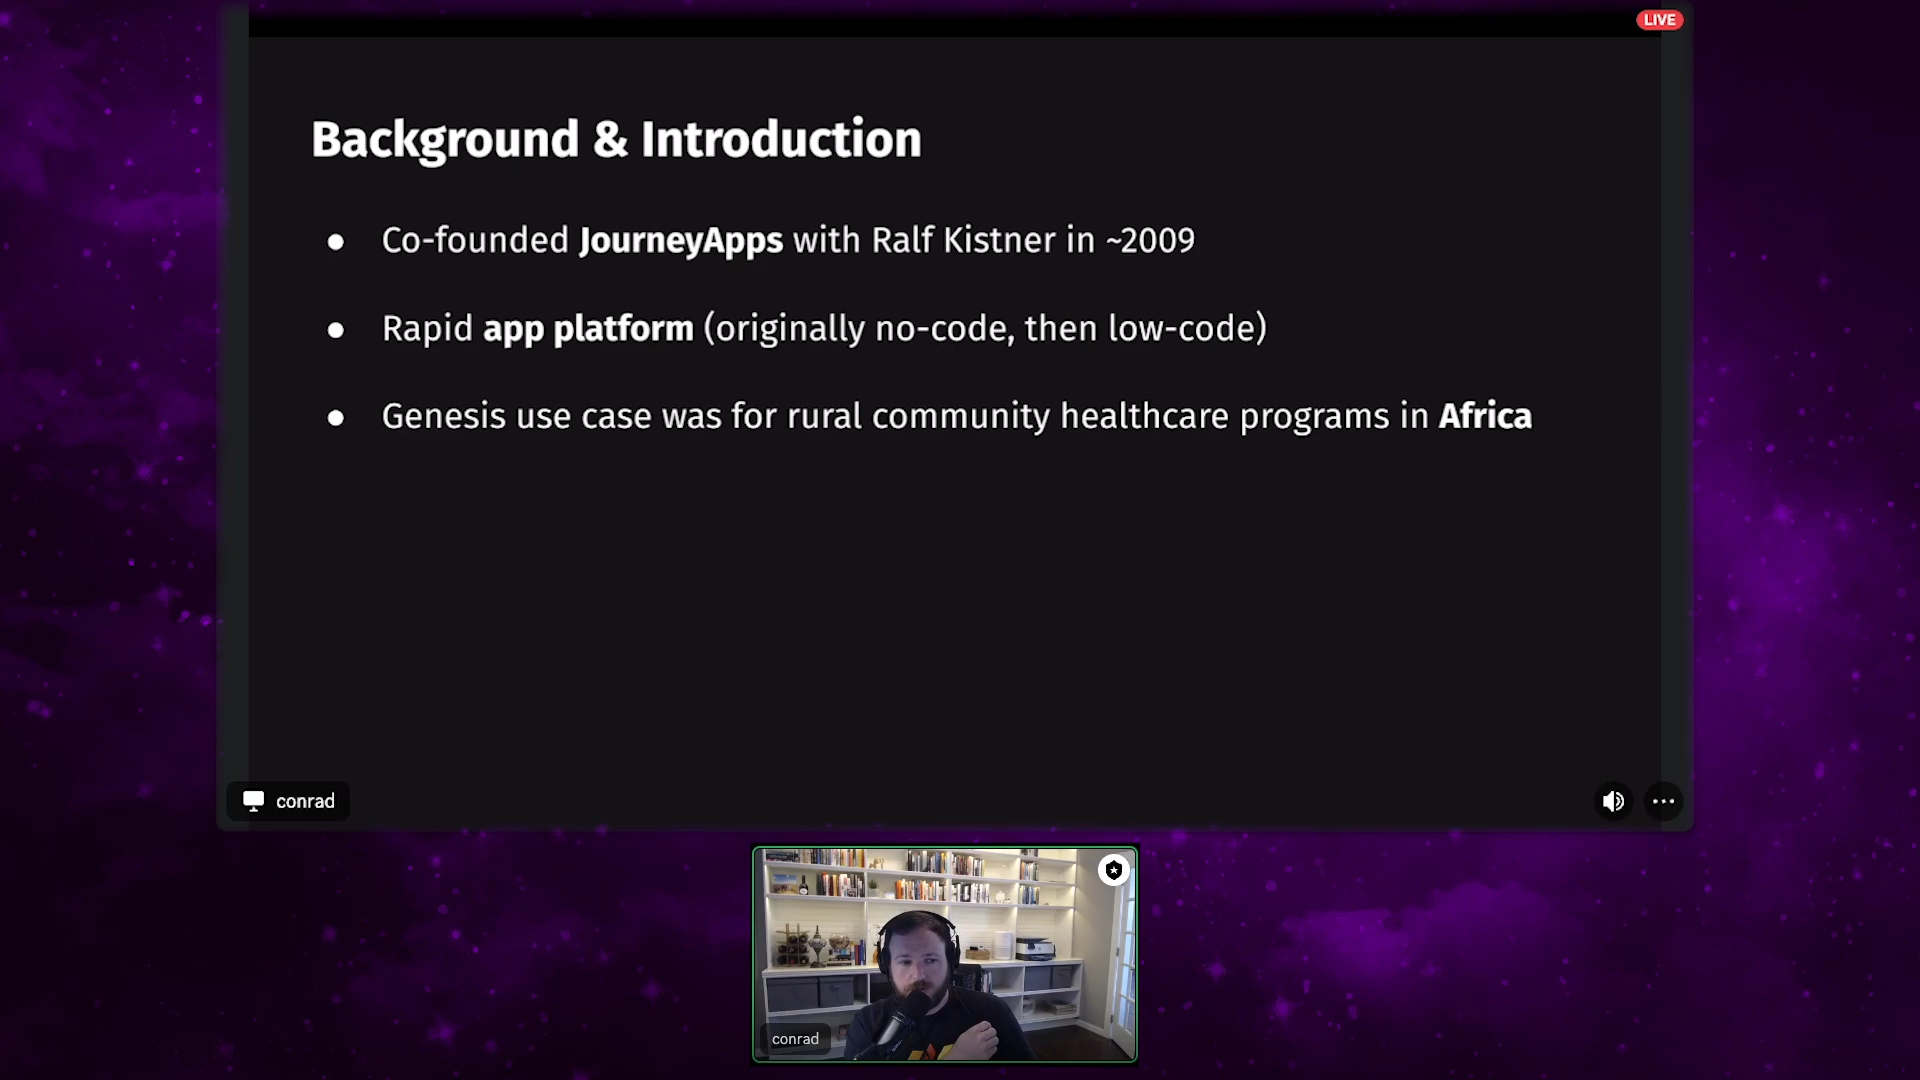 LIVE
Background & Introduction
● Co-founded JourneyApps with Ralf Kistner in ~2009
● Rapid app platform (originally no-code, then low-code)
● Genesis use case was for rural community healthcare programs in Africa
conrad
conrad